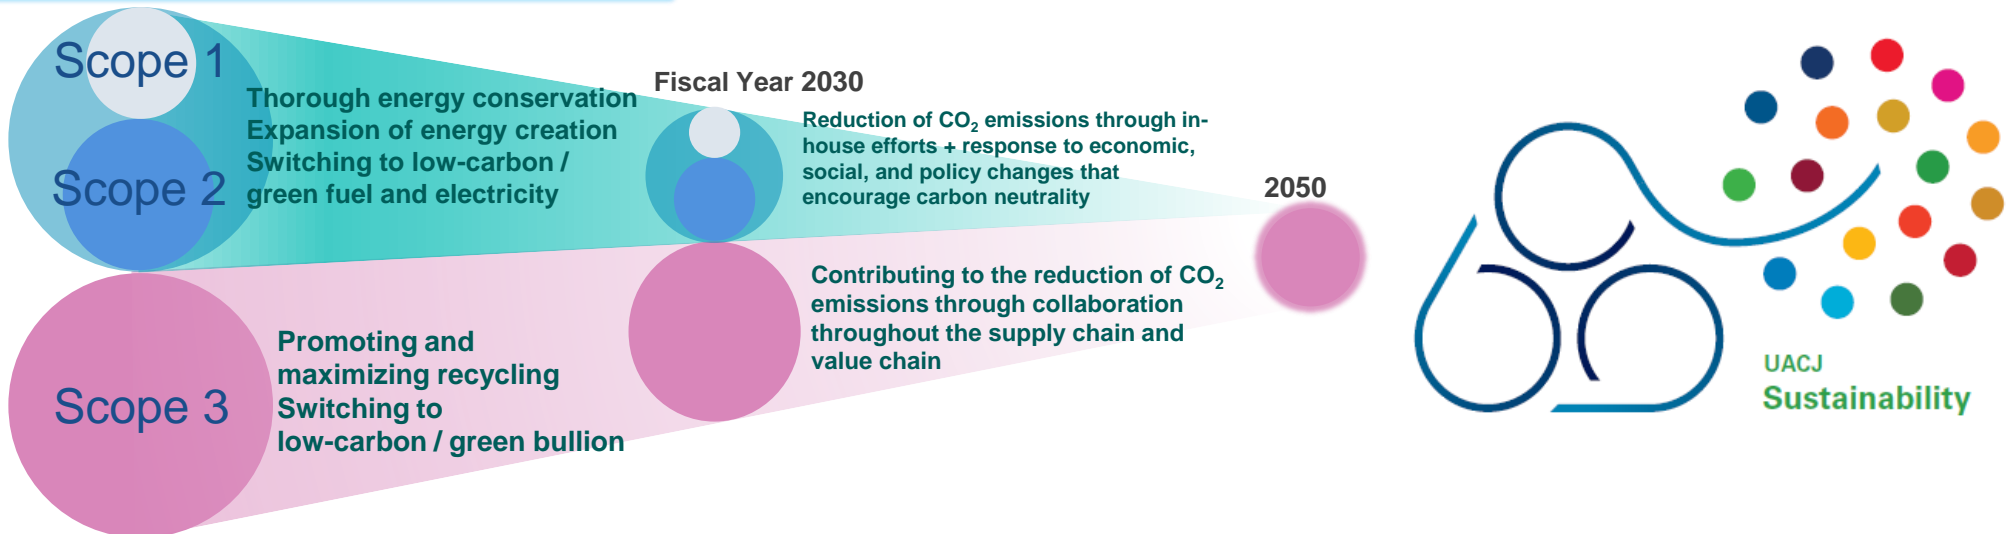 Scope 1
Scope 2
Thorough energy conservation
Expansion of energy creation
Switching to low-carbon /
green fuel and electricity
Scope 3
Promoting and
maximizing recycling
Switching to
low-carbon / green bullion
Fiscal Year 2030
Reduction of CO₂ emissions through in-
house efforts + response to economic,
social, and policy changes that
encourage carbon neutrality
Contributing to the reduction of CO₂
emissions through collaboration
throughout the supply chain and
value chain
2050
UACJ
Sustainability